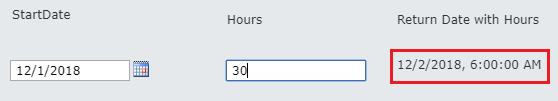 StartDate Hours Return Date with Hours
12/1/2018 30 12/2/2018, 6:00:00 AM